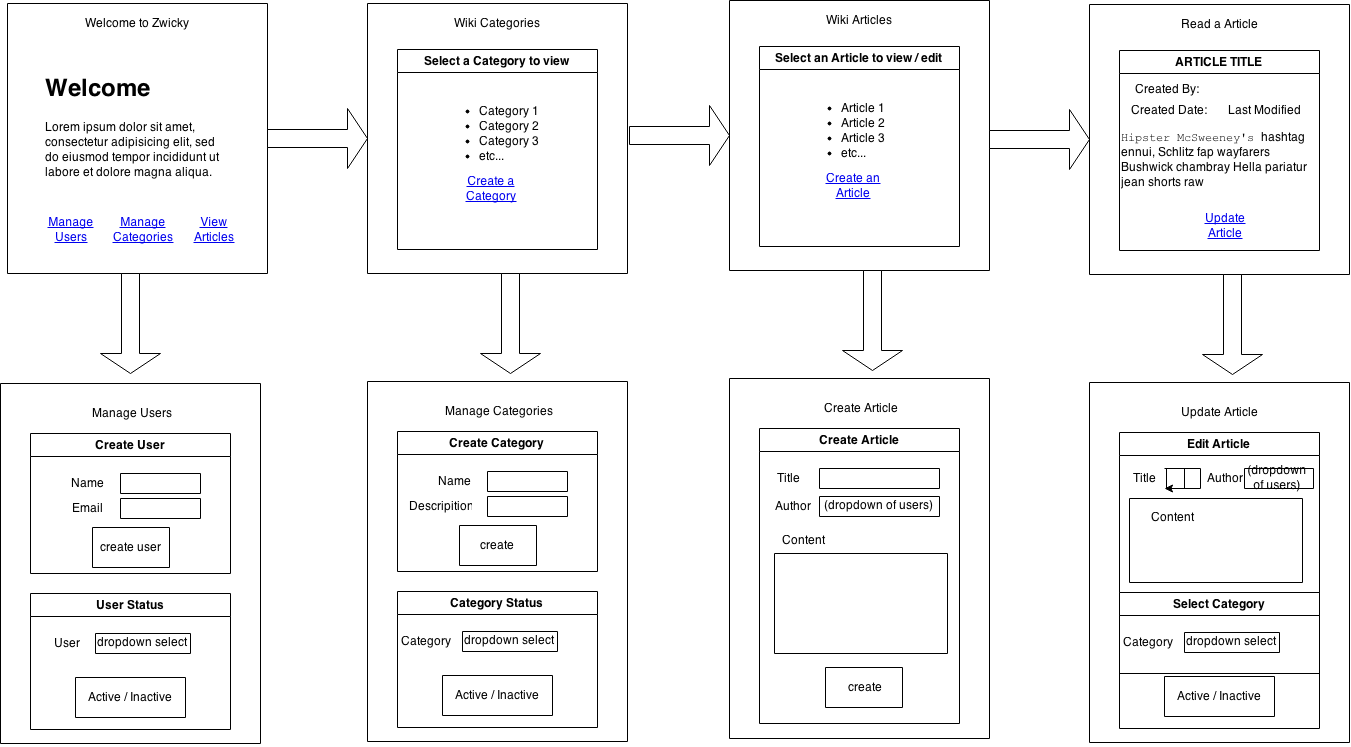 Welcome to Zwicky
Welcome
Lorem ipsum dolor sit amet,
consectetur adipisicing elit, sed
do eiusmod tempor incididunt ut
labore et dolore magna aliqua.
Manage
Users
Manage
Categories
View
Articles
Wiki Categories
Select a Category to view
Category 1
Category 2
Category 3
etc...
Create a
Category
Wiki Articles
Select an Article to view / edit
Article 1
Article 2
Article 3
etc...
Create an
Article
Read a Article
ARTICLE TITLE
Created By:
Created Date: Last Modified
Hipster McSweeney's hashtag
ennui, Schlitz fap wayfarers
Bushwick chambray Hella pariatur
jean shorts raw
Update
Article
Manage Users
Create User
Name
Email
create user
User Status
User dropdown select
Active / Inactive
Manage Categories
Create Category
Name
Descripition
create
Category Status
Category dropdown select
Active / Inactive
Create Article
Create Article
Title
Author (dropdown of users)
Content
create
Update Article
Edit Article
Title Author (dropdown
of users)
Content
Select Category
Category dropdown select
Active / Inactive